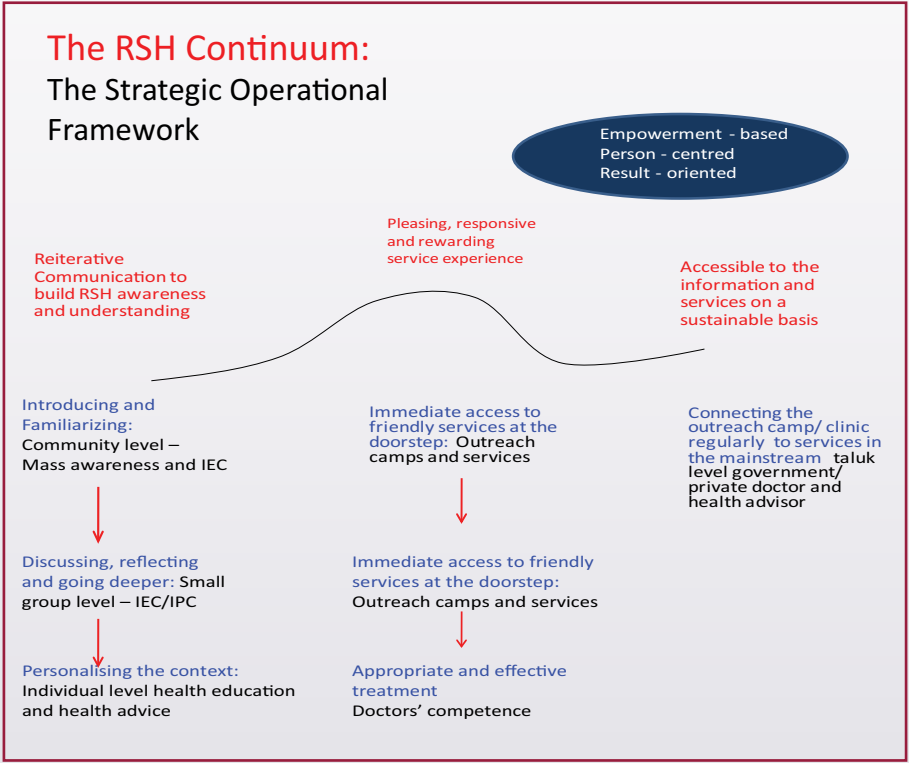 The RSH Continuum:
The Strategic Operational
Framework
Empowerment - based
Person - centred
Result - oriented
Reiterative
Communication to
build RSH awareness
and understanding
Pleasing, responsive
and rewarding
service experience
Accessible to the
information and
services on a
sustainable basis
Introducing and
Familiarizing:
Community level –
Mass awareness and IEC
Discussing, reflecting
and going deeper: Small
group level – IEC/IPC
Personalising the context:
Individual level health education
and health advice
Immediate access to
friendly services at the
doorstep: Outreach
camps and services
Immediate access to friendly
services at the doorstep:
Outreach camps and services
Appropriate and effective
treatment
Doctors’ competence
Connecting the
outreach camp/ clinic
regularly to services in
the mainstream taluk
level government/
private doctor and
health advisor